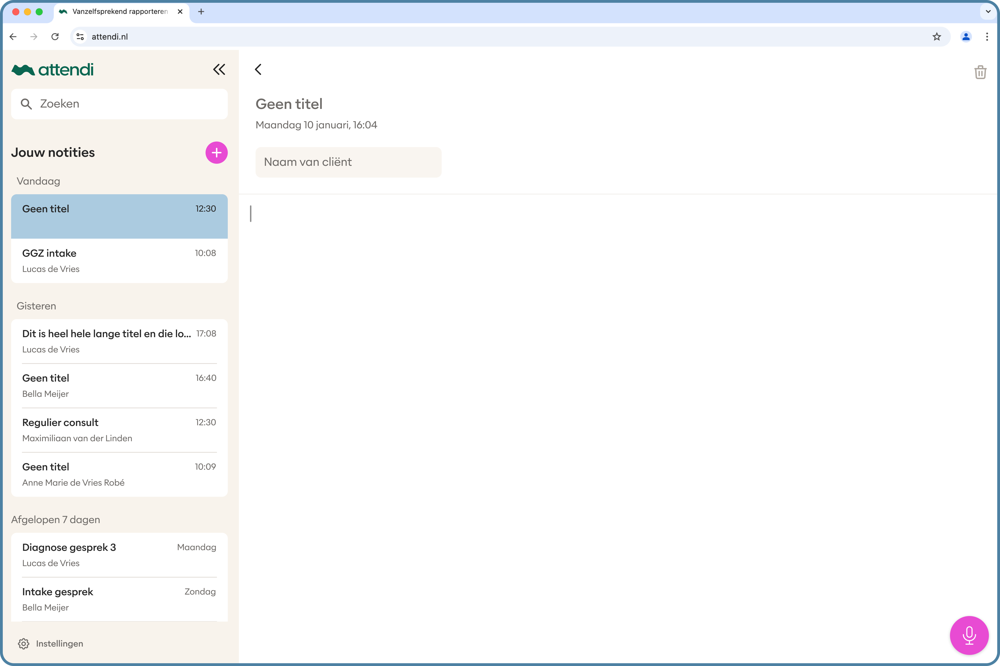 Vanzelfsprekend rapporteren
attendi.nl
attendi
Zoeken
Jouw notities
Vandaag
Geen titel 12:30
GGZ intake 10:08
Lucas de Vries
Gisteren
Dit is heel hele lange titel en die lo... 17:08
Lucas de Vries
Geen titel 16:40
Bella Meijer
Regulier consult 12:30
Maximiliaan van der Linden
Geen titel 10:09
Anne Marie de Vries Robé
Afgelopen 7 dagen
Diagnose gesprek 3 Maandag
Lucas de Vries
Intake gesprek Zondag
Bella Meijer
Instellingen
Geen titel
Maandag 10 januari, 16:04
Naam van cliënt